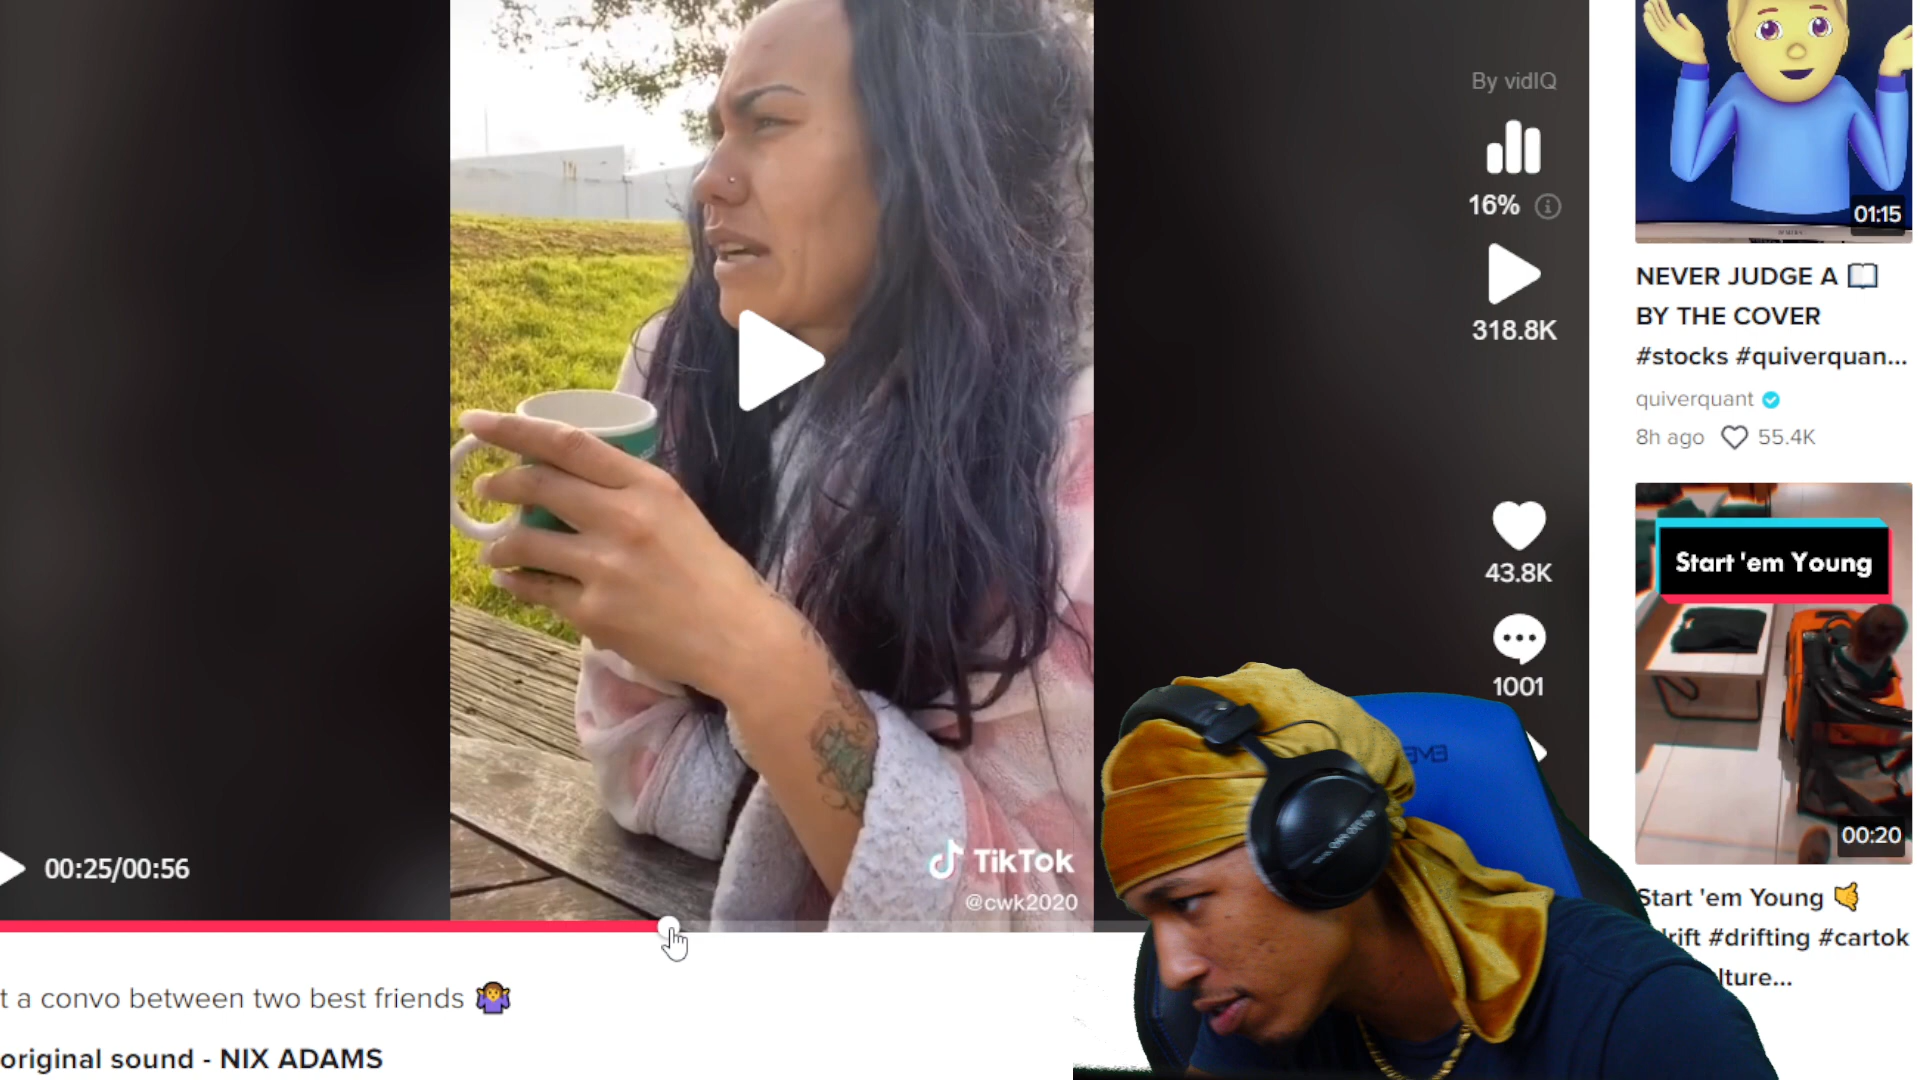 By vidIQ
16%
318.8K
43.8K
1001
00:25/00:56
TikTok
@cwk2020
t a convo between two best friends
original sound - NIX ADAMS
01:15
NEVER JUDGE A
BY THE COVER
#stocks #quiverquan...
quiverquant
8h ago 55.4K
Start 'em Young
00:20
Start 'em Young
rift #drifting #cartok
lture...